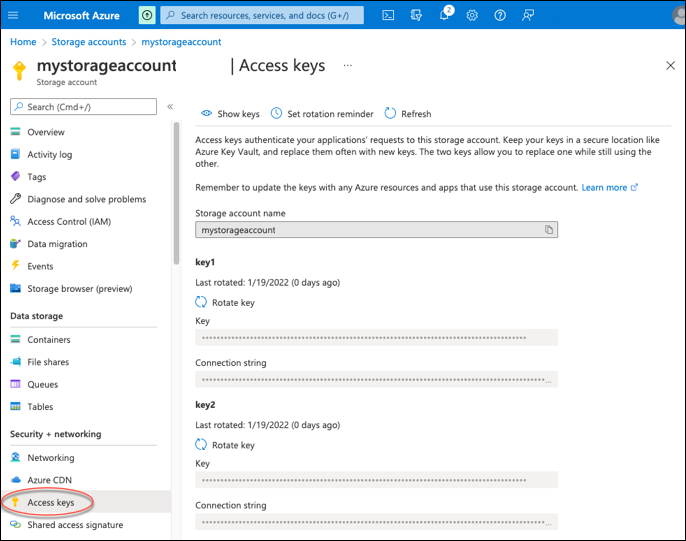 Microsoft Azure
Search resources, services, and docs (G+/)
2
Home > Storage accounts > mystorageaccount
mystorageaccount | Access keys ...
Storage account
Search (Cmd+/)
«
Overview
Activity log
Tags
Diagnose and solve problems
Access Control (IAM)
Data migration
Events
Storage browser (preview)
Data storage
Containers
File shares
Queues
Tables
Security + networking
Networking
Azure CDN
Access keys
Shared access signature
Show keys
Set rotation reminder
Refresh
Access keys authenticate your applications' requests to this storage account. Keep your keys in a secure location like
Azure Key Vault, and replace them often with new keys. The two keys allow you to replace one while still using the
other.
Remember to update the keys with any Azure resources and apps that use this storage account. Learn more
Storage account name
mystorageaccount
key1
Last rotated: 1/19/2022 (0 days ago)
Rotate key
Key
Connection string
key2
Last rotated: 1/19/2022 (0 days ago)
Rotate key
Key
Connection string